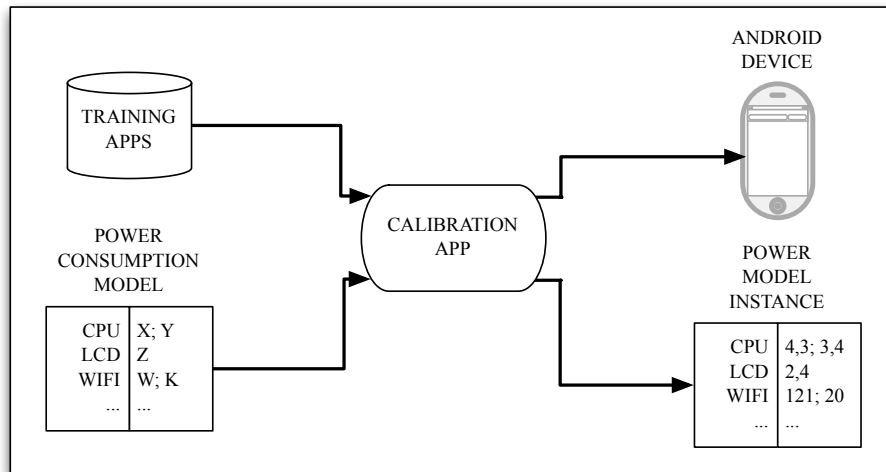 TRAINING
APPS
POWER
CONSUMPTION
MODEL
CPU X; Y
LCD Z
WIFI W; K
... ...
CALIBRATION
APP
ANDROID
DEVICE
POWER
MODEL
INSTANCE
CPU 4,3; 3,4
LCD 2,4
WIFI 121; 20
... ...